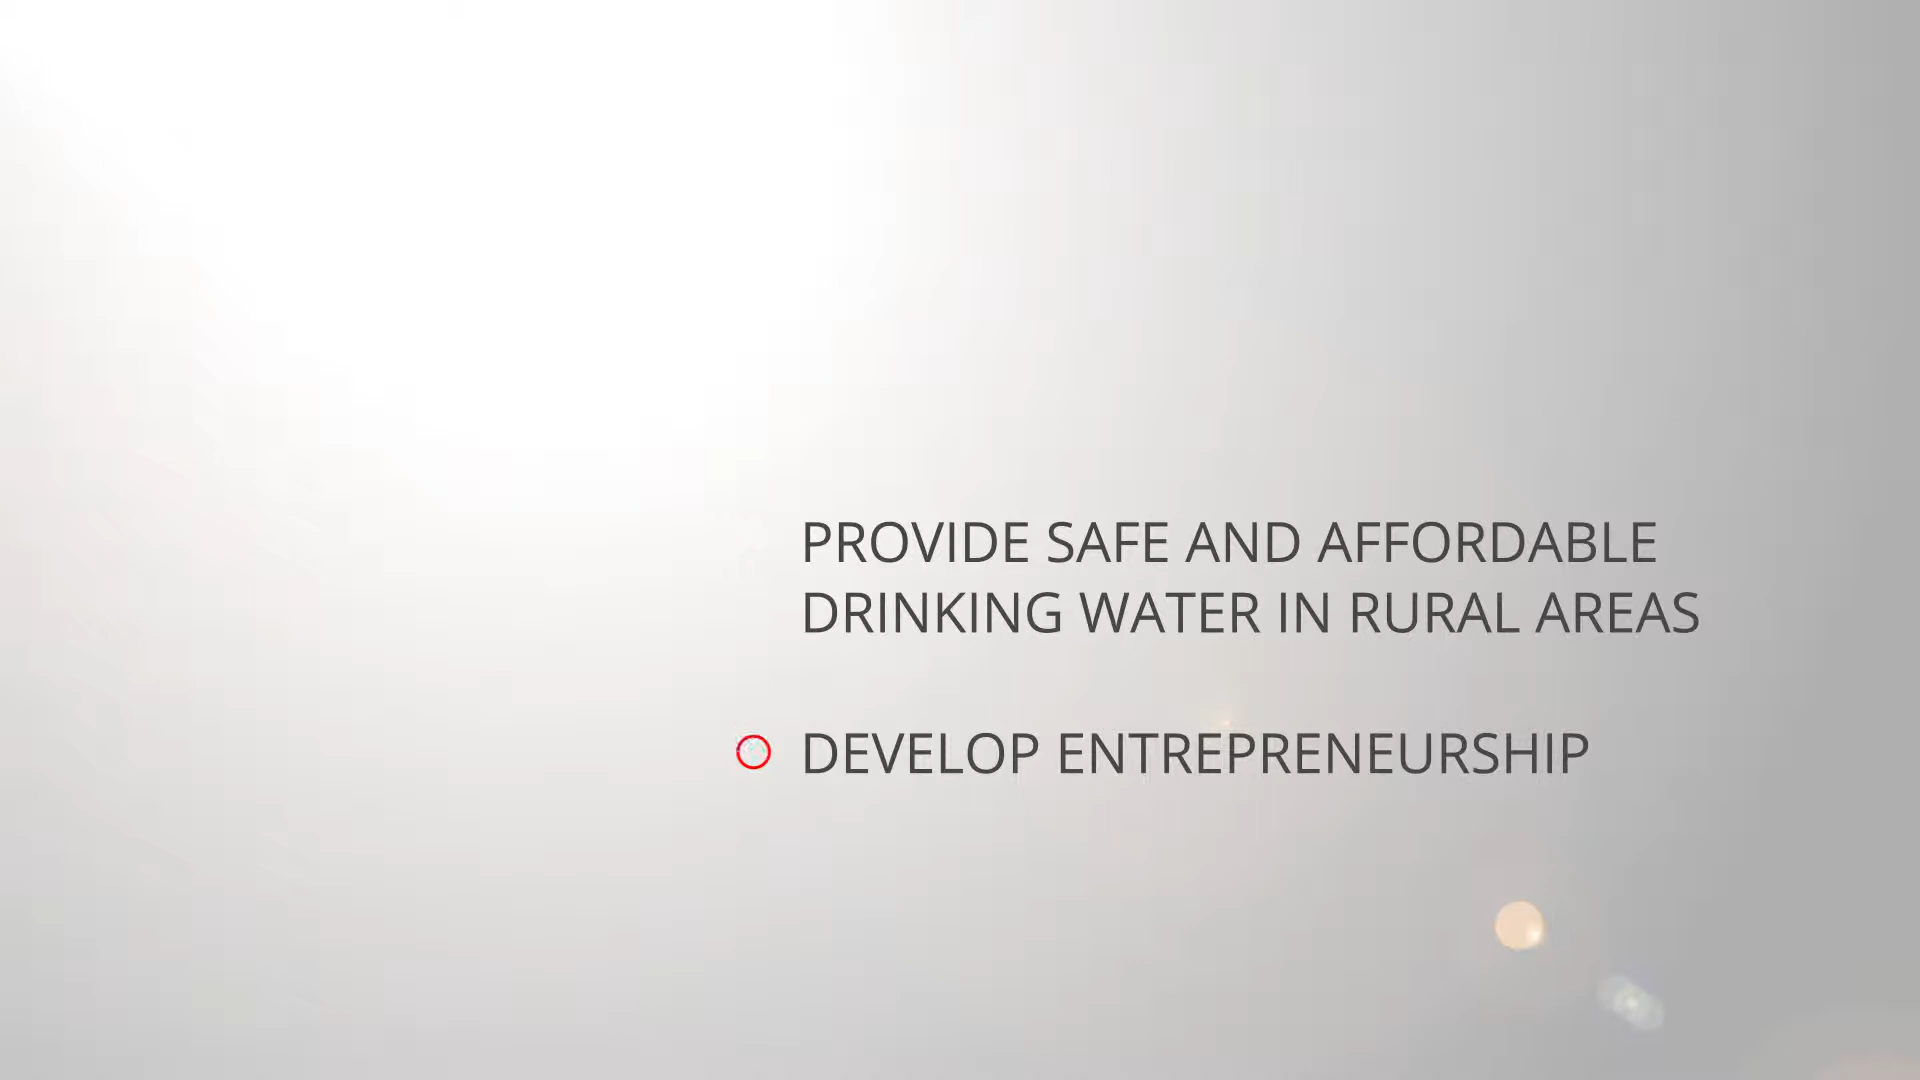 PROVIDE SAFE AND AFFORDABLE
DRINKING WATER IN RURAL AREAS
DEVELOP ENTREPRENEURSHIP